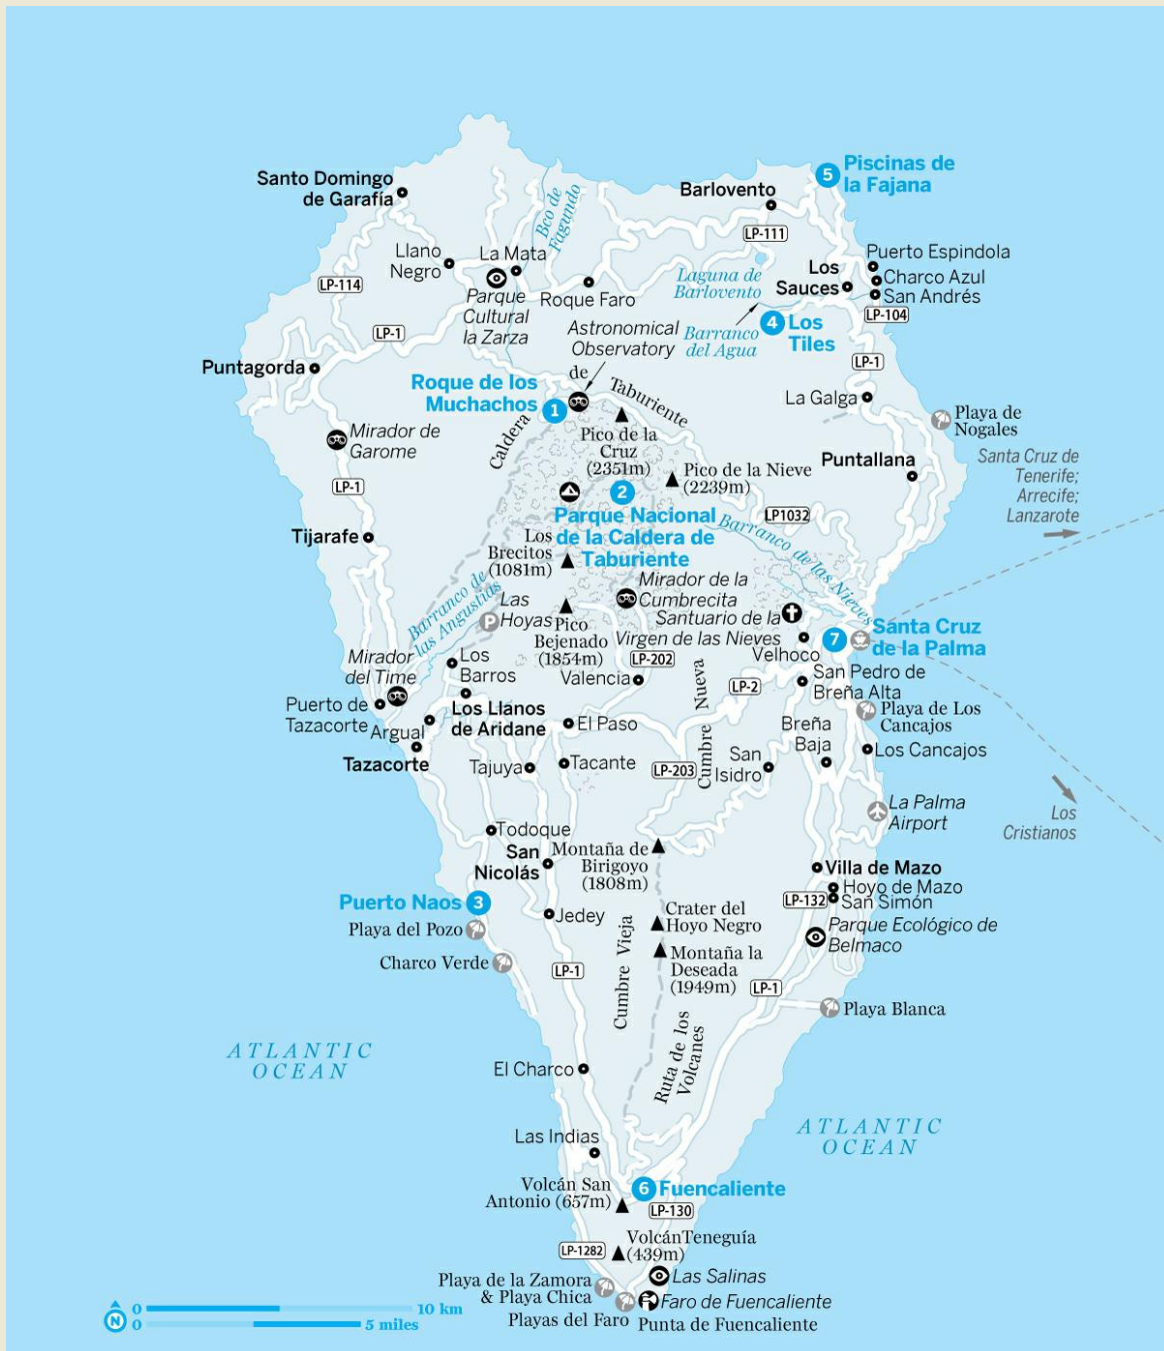 5
Piscinas de
la Fajana
Santo Domingo
de Garafía
Barlovento
Bco de
Fagundo
LP-111
Llano
Negro
La Mata
Puerto Espindola
Los
Sauces
Charco Azul
San Andrés
LP-114
Parque
Cultural
la Zarza
Roque Faro
Laguna de
Barlovento
LP-104
4
Los
Tiles
Barranco
del Agua
LP-1
Astronomical
Observatory
LP-1
Puntagorda
Roque de los
Muchachos
1
Caldera
de
Taburiente
La Galga
Playa de
Nogales
Pico de la
Cruz
(2351m)
Mirador de
Garome
Puntallana
Santa Cruz de
Tenerife;
Arrecife;
Lanzarote
Pico de la Nieve
(2239m)
LP-1
2
Parque Nacional
de la Caldera de
Taburiente
LP1032
Barranco de las Nieves
Tijarafe
Los
Brecitos
(1081m)
Barranco de
las Angustias
Las
Hoyas
P
Mirador de la
Cumbrecita
Pico
Bejenado
(1854m)
Santuario de la
Virgen de las Nieves
7
Santa Cruz
de la Palma
Velhoco
Mirador
del Time
Los
Barros
LP-202
Valencia
Cumbre Nueva
LP-2
San Pedro de
Breña Alta
Puerto de
Tazacorte
Argual
Los Llanos
de Aridane
El Paso
Playa de Los
Cancajos
Breña
Baja
Los Cancajos
Tazacorte
Tajuya
Tacante
LP-203
San
Isidro
La Palma
Airport
Los
Cristianos
Todoque
San
Nicolás
Montaña de
Birigoyo
(1808m)
Villa de Mazo
Hoyo de Mazo
LP-132
San Simón
Puerto Naos
3
Jedey
Crater del
Hoyo Negro
Playa del Pozo
Parque Ecológico de
Belmaco
Cumbre Vieja
Charco Verde
LP-1
Montaña la
Deseada
(1949m)
LP-1
Playa Blanca
ATLANTIC
OCEAN
Ruta de los
Volcanes
El Charco
ATLANTIC
OCEAN
Las Indias
Volcán San
Antonio (657m)
6
Fuencaliente
LP-130
LP-1282
VolcánTeneguía
(439m)
Playa de la Zamora
& Playa Chica
Las Salinas
Faro de Fuencaliente
Playas del Faro
Punta de Fuencaliente
N
0
10 km
0
5 miles